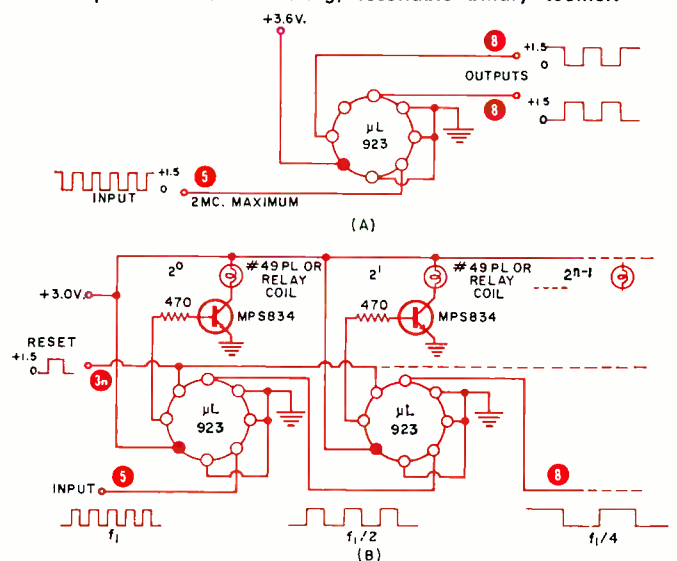 resettable binary counter.
+3.6V.
8
+1.5
0
OUTPUTS
8
+1.5
0
μL
923
+1.5
0
INPUT
5
2MC. MAXIMUM
(A)
2⁰
#49 PL OR
RELAY
COIL
2¹
#49 PL OR
RELAY
COIL
2ⁿ⁻¹
+3.0V.
470
MPS834
470
MPS834
RESET
+1.5
0
3n
μL
923
μL
923
INPUT
5
8
f₁
f₁/2
f₁/4
(B)